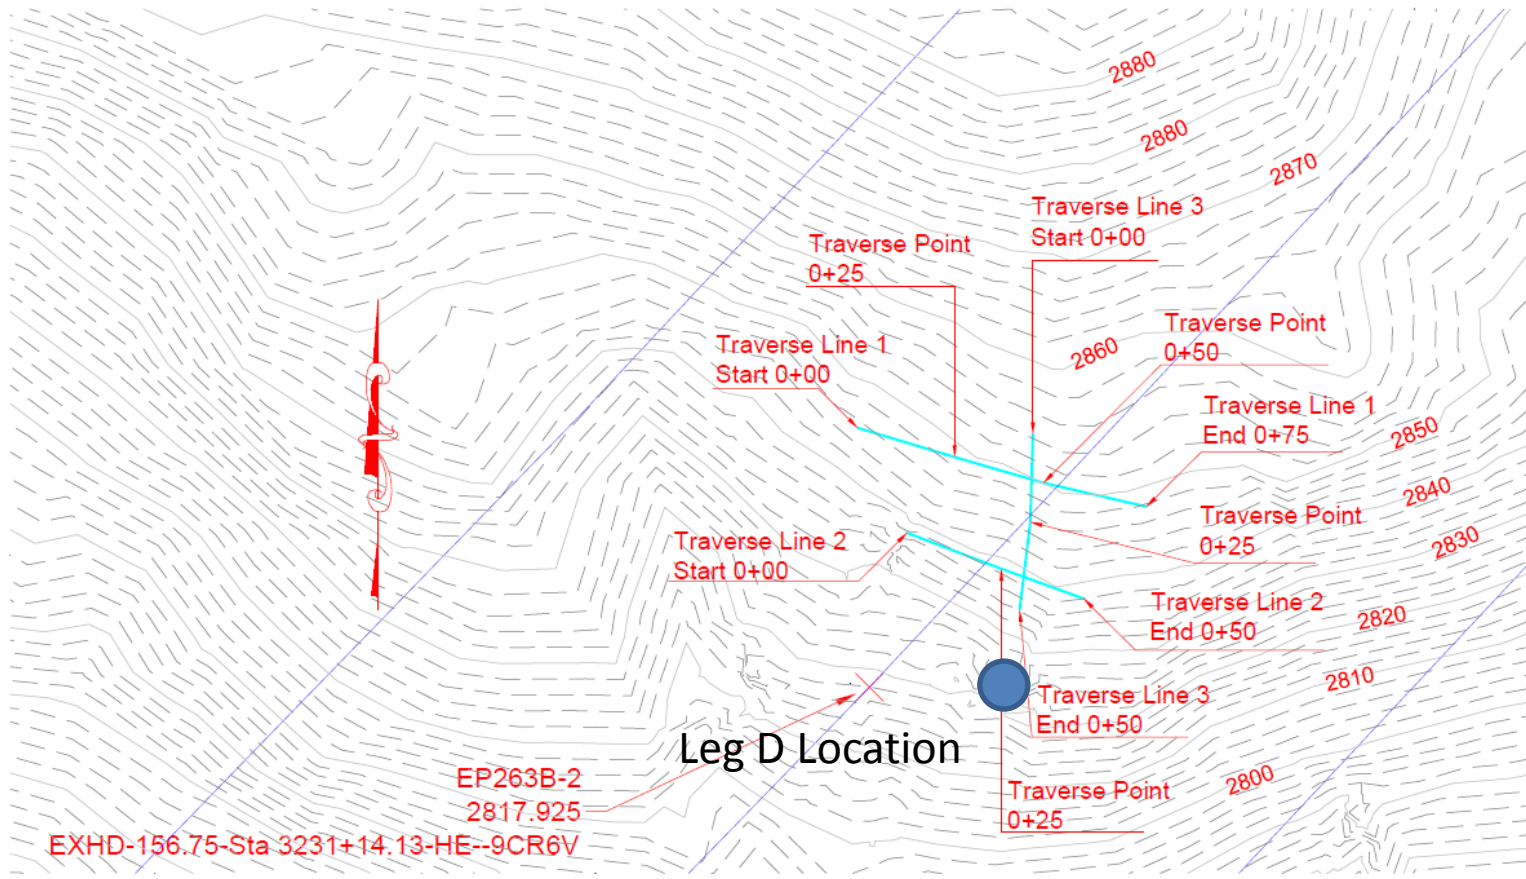 2880
2880
2870
Traverse Line 3
Start 0+00
Traverse Point
0+25
Traverse Point
0+50
2860
Traverse Line 1
Start 0+00
Traverse Line 1
End 0+75
2850
2840
Traverse Point
0+25
2830
Traverse Line 2
Start 0+00
Traverse Line 2
End 0+50
2820
2810
Traverse Line 3
End 0+50
Leg D Location
EP263B-2
2817.925
EXHD-156.75-Sta 3231+14.13-HE--9CR6V
2800
Traverse Point
0+25